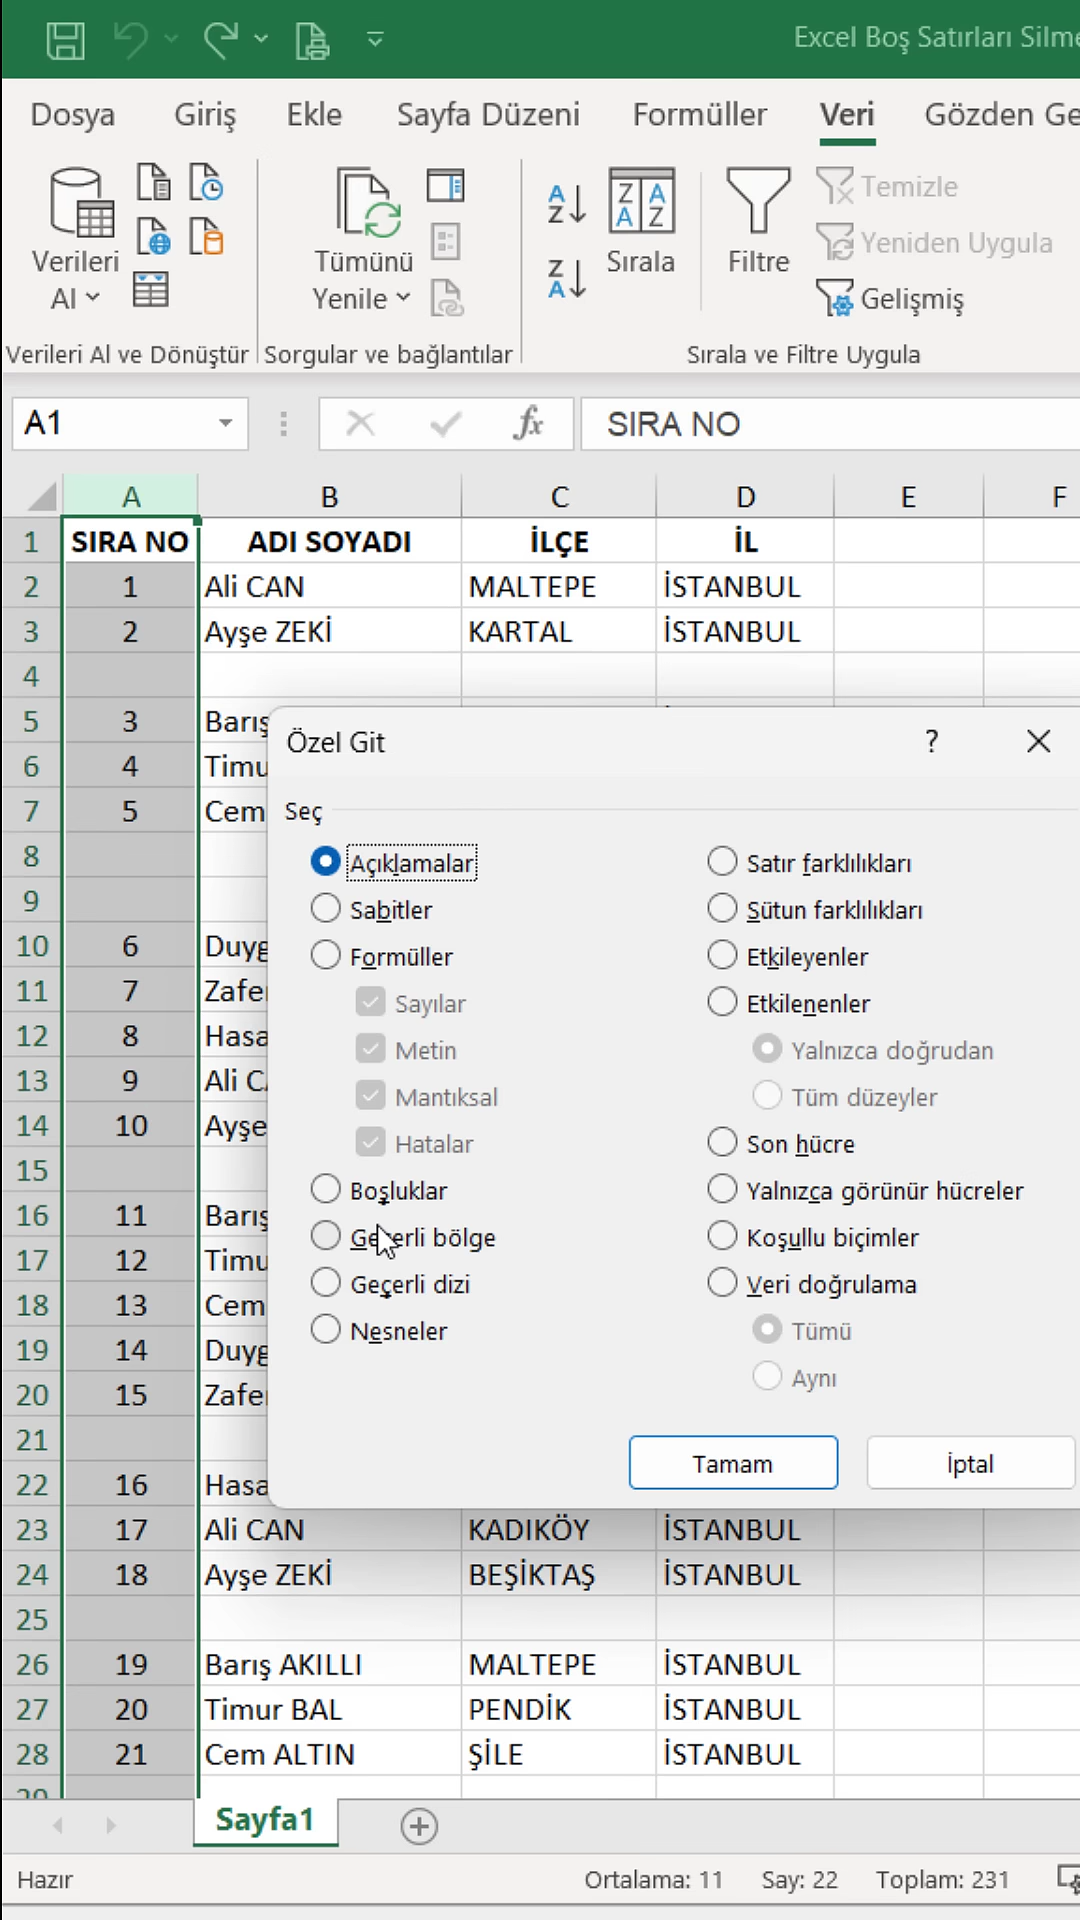 Excel Boş Satırları Silme
Dosya Giriş Ekle Sayfa Düzeni Formüller Veri Gözden Ge
Verileri Al
Tümünü Yenile
Sırala
Filtre
Temizle
Yeniden Uygula
Gelişmiş
Verileri Al ve Dönüştür Sorgular ve bağlantılar Sırala ve Filtre Uygula
A1 fx SIRA NO
A B C D E F
1 SIRA NO ADI SOYADI İLÇE İL
2 1 Ali CAN MALTEPE İSTANBUL
3 2 Ayşe ZEKİ KARTAL İSTANBUL
4
5 3 Barış
6 4 Timu
7 5 Cem
8
9
10 6 Duyg
11 7 Zafer
12 8 Hasa
13 9 Ali CA
14 10 Ayşe
15
16 11 Barış
17 12 Timu
18 13 Cem
19 14 Duyg
20 15 Zafer
21
22 16 Hasa
23 17 Ali CAN KADIKÖY İSTANBUL
24 18 Ayşe ZEKİ BEŞİKTAŞ İSTANBUL
25
26 19 Barış AKILLI MALTEPE İSTANBUL
27 20 Timur BAL PENDİK İSTANBUL
28 21 Cem ALTIN ŞİLE İSTANBUL
29
Özel Git ?
Seç
Açıklamalar
Sabitler
Formüller
Sayılar
Metin
Mantıksal
Hatalar
Boşluklar
Geçerli bölge
Geçerli dizi
Nesneler
Satır farklılıkları
Sütun farklılıkları
Etkileyenler
Etkilenenler
Yalnızca doğrudan
Tüm düzeyler
Son hücre
Yalnızca görünür hücreler
Koşullu biçimler
Veri doğrulama
Tümü
Aynı
Tamam İptal
Sayfa1
Hazır Ortalama: 11 Say: 22 Toplam: 231